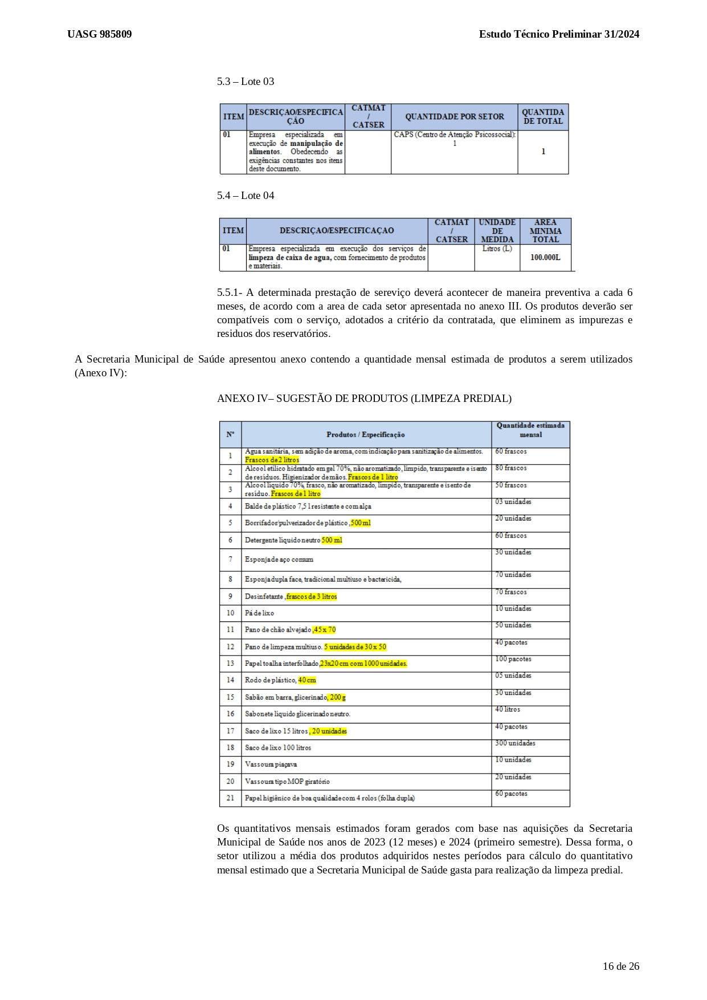 UASG 985809
Estudo Técnico Preliminar 31/2024
5.3 – Lote 03
ITEM DESCRIÇAO/ESPECIFICA ÇÃO CATMAT / CATSER QUANTIDADE POR SETOR QUANTIDA DE TOTAL
01 Empresa especializada em CAPS (Centro de Atenção Psicossocial):
execução de manipulação de 1
alimentos. Obedecendo as 1
exigências constantes nos itens
deste documento.
5.4 – Lote 04
ITEM DESCRIÇAO/ESPECIFICAÇAO CATMAT / CATSER UNIDADE DE MEDIDA AREA MINIMA TOTAL
01 Empresa especializada em execução dos serviços de Litros (L)
limpeza de caixa de agua, com fornecimento de produtos 100.000L
e materiais.
5.5.1- A determinada prestação de sereviço deverá acontecer de maneira preventiva a cada 6
meses, de acordo com a area de cada setor apresentada no anexo III. Os produtos deverão ser
compatíveis com o serviço, adotados a critério da contratada, que eliminem as impurezas e
residuos dos reservatórios.
A Secretaria Municipal de Saúde apresentou anexo contendo a quantidade mensal estimada de produtos a serem utilizados
(Anexo IV):
ANEXO IV– SUGESTÃO DE PRODUTOS (LIMPEZA PREDIAL)
Nº Produtos / Especificação Quantidade estimada mensal
1 Agua sanitária, sem adição de aroma, com indicação para sanitização de alimentos. 60 frascos
Frascos de 2 litros
2 Alcool etílico hidratado em gel 70%, não aromatizado, límpido, transparente e isento 80 frascos
de resíduos. Higienizador de mãos. Frascos de 1 litro
3 Alcool liquido 70%, frasco, não aromatizado, límpido, transparente e isento de 50 frascos
resíduo. Frascos de 1 litro
4 Balde de plástico 7,5 l resistente e com alça 03 unidades
5 Borrifador/pulverizador de plástico ,500 ml 20 unidades
6 Detergente líquido neutro 500 ml 60 frascos
7 Esponja de aço comum 30 unidades
8 Esponja dupla face, tradicional multiuso e bactericida, 70 unidades
9 Desinfetante ,frascos de 3 litros 70 frascos
10 Pá de lixo 10 unidades
11 Pano de chão alvejado ,45 x 70 50 unidades
12 Pano de limpeza multiuso. 5 unidades de 30 x 50 40 pacotes
13 Papel toalha interfolhado,23x20 cm com 1000 unidades. 100 pacotes
14 Rodo de plástico, 40 cm 05 unidades
15 Sabão em barra, glicerinado, 200 g 30 unidades
16 Sabonete líquido glicerinado neutro. 40 litros
17 Saco de lixo 15 litros , 20 unidades 40 pacotes
18 Saco de lixo 100 litros 300 unidades
19 Vassoura piaçava 10 unidades
20 Vassoura tipo MOP giratório 20 unidades
21 Papel higiênico de boa qualidade com 4 rolos (folha dupla) 60 pacotes
Os quantitativos mensais estimados foram gerados com base nas aquisições da Secretaria
Municipal de Saúde nos anos de 2023 (12 meses) e 2024 (primeiro semestre). Dessa forma, o
setor utilizou a média dos produtos adquiridos nestes períodos para cálculo do quantitativo
mensal estimado que a Secretaria Municipal de Saúde gasta para realização da limpeza predial.
16 de 26